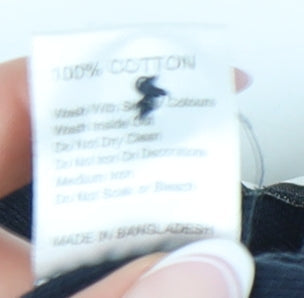 100% COTTON
Wash With Similar Colours
Wash Inside Out
Do Not Dry Clean
Do Not Iron On Decorations
Medium Iron
Do Not Soak or Bleach
MADE IN BANGLADESH